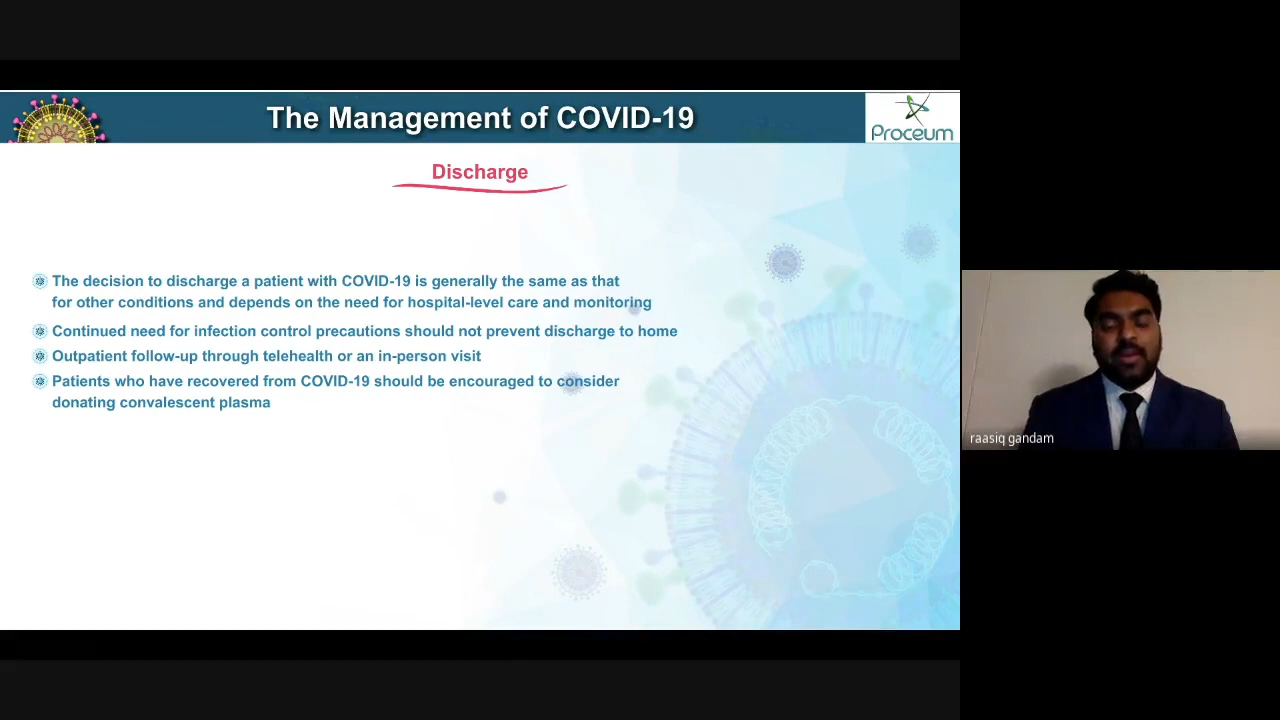 The Management of COVID-19
Proceum
Discharge
The decision to discharge a patient with COVID-19 is generally the same as that
for other conditions and depends on the need for hospital-level care and monitoring
Continued need for infection control precautions should not prevent discharge to home
Outpatient follow-up through telehealth or an in-person visit
Patients who have recovered from COVID-19 should be encouraged to consider
donating convalescent plasma
raasiq gandam